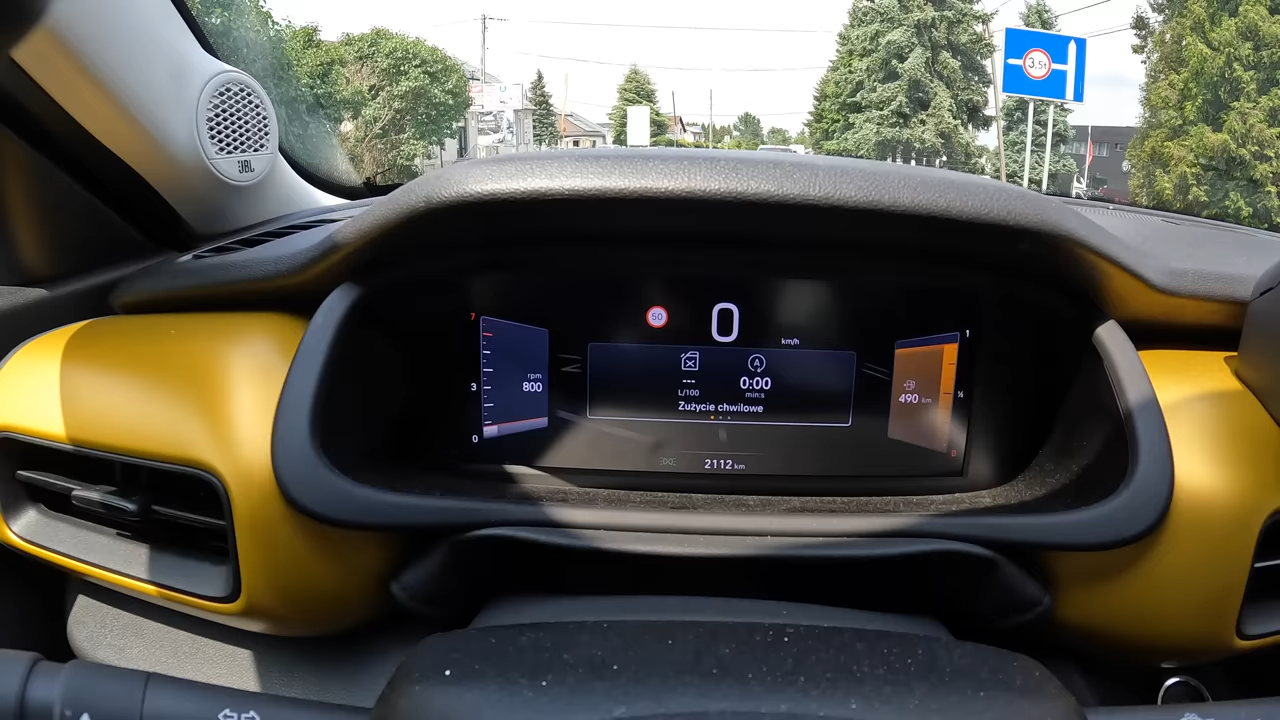 3,5t
JBL
50
0
km/h
7
3
0
rpm
800
---
L/100
A
0:00
min:s
Zużycie chwilowe
490 km
1
½
0
2112 km